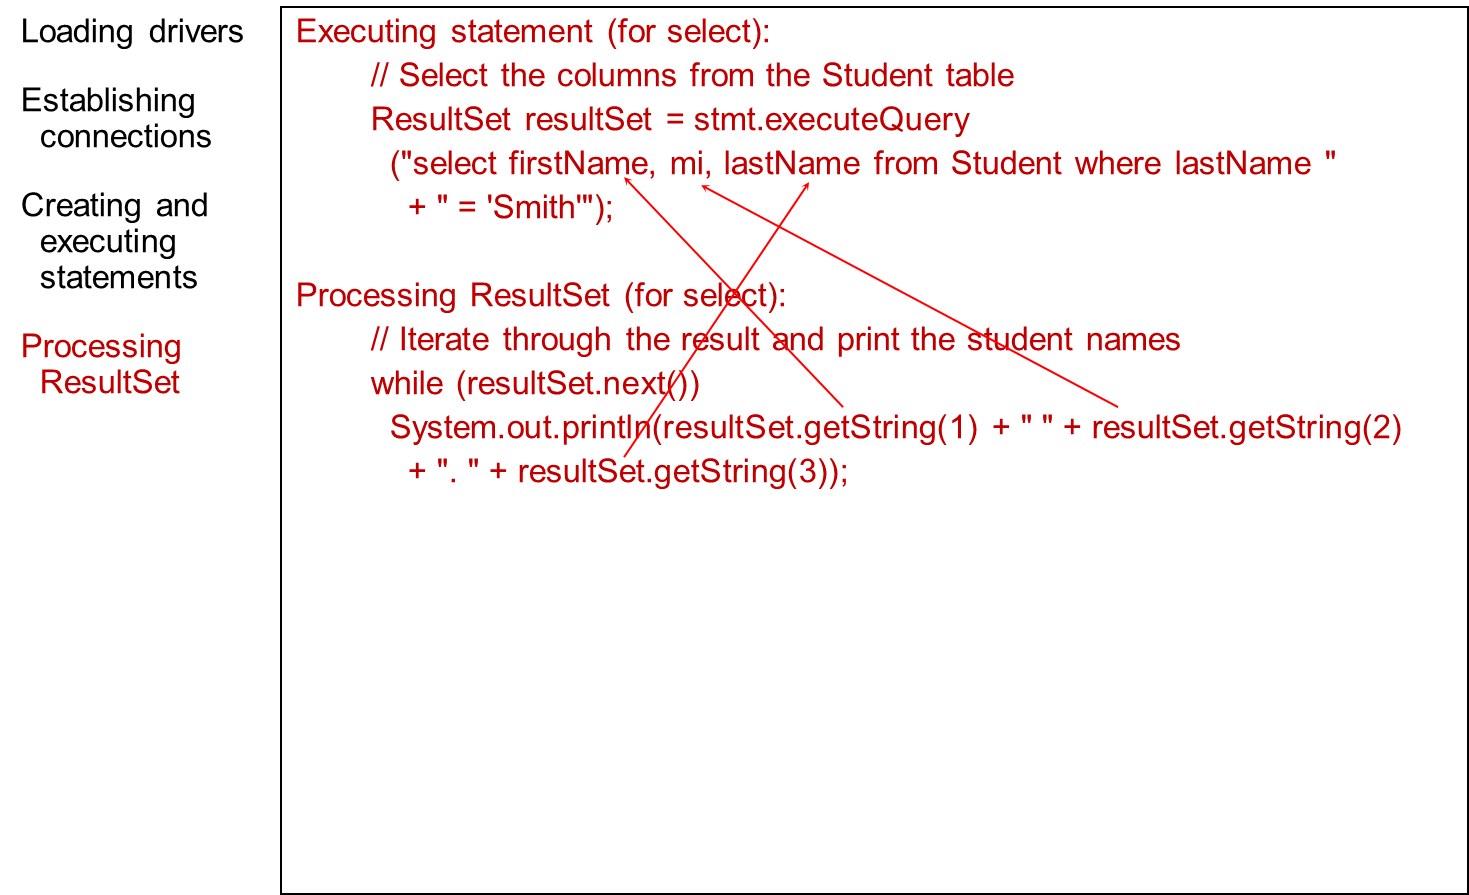 Loading drivers
Establishing
connections
Creating and
executing
statements
Processing
ResultSet
Executing statement (for select):
// Select the columns from the Student table
ResultSet resultSet = stmt.executeQuery
("select firstName, mi, lastName from Student where lastName "
+ " = 'Smith'");
Processing ResultSet (for select):
// Iterate through the result and print the student names
while (resultSet.next())
System.out.println(resultSet.getString(1) + " " + resultSet.getString(2)
+ ". " + resultSet.getString(3));